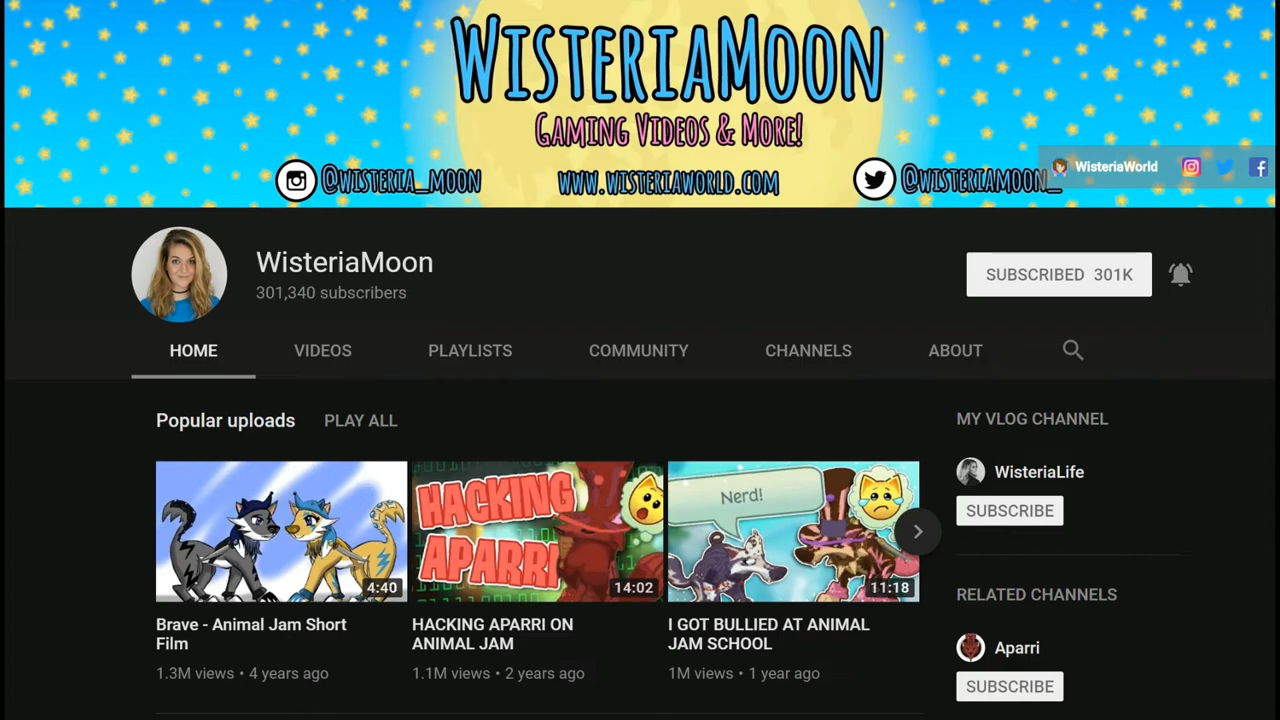 WISTERIAMOON
GAMING VIDEOS & MORE!
@WISTERIA_MOON
WWW.WISTERIAWORLD.COM
@WISTERIAMOON_
WisteriaWorld
WisteriaMoon
301,340 subscribers
SUBSCRIBED 301K
HOME
VIDEOS
PLAYLISTS
COMMUNITY
CHANNELS
ABOUT
Popular uploads
PLAY ALL
HACKING
APARRI
Nerd!
4:40
14:02
11:18
Brave - Animal Jam Short
Film
1.3M views • 4 years ago
HACKING APARRI ON
ANIMAL JAM
1.1M views • 2 years ago
I GOT BULLIED AT ANIMAL
JAM SCHOOL
1M views • 1 year ago
MY VLOG CHANNEL
WisteriaLife
SUBSCRIBE
RELATED CHANNELS
Aparri
SUBSCRIBE